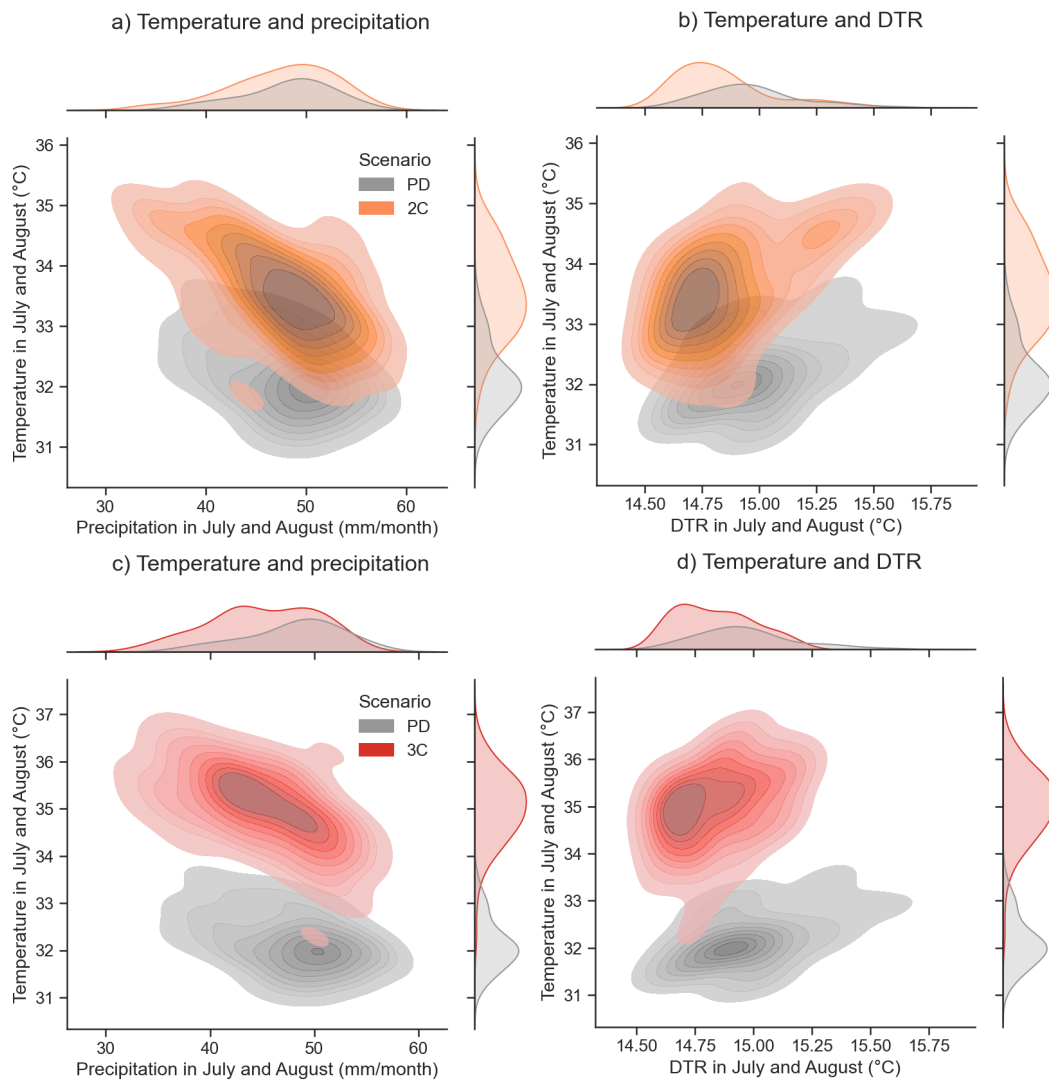 a) Temperature and precipitation
b) Temperature and DTR
Temperature in July and August (°C)
36
35
34
33
32
31
Scenario
PD
2C
30
40
50
60
Precipitation in July and August (mm/month)
Temperature in July and August (°C)
36
35
34
33
32
31
14.50
14.75
15.00
15.25
15.50
15.75
DTR in July and August (°C)
c) Temperature and precipitation
d) Temperature and DTR
Temperature in July and August (°C)
37
36
35
34
33
32
31
Scenario
PD
3C
30
40
50
60
Precipitation in July and August (mm/month)
Temperature in July and August (°C)
37
36
35
34
33
32
31
14.50
14.75
15.00
15.25
15.50
15.75
DTR in July and August (°C)